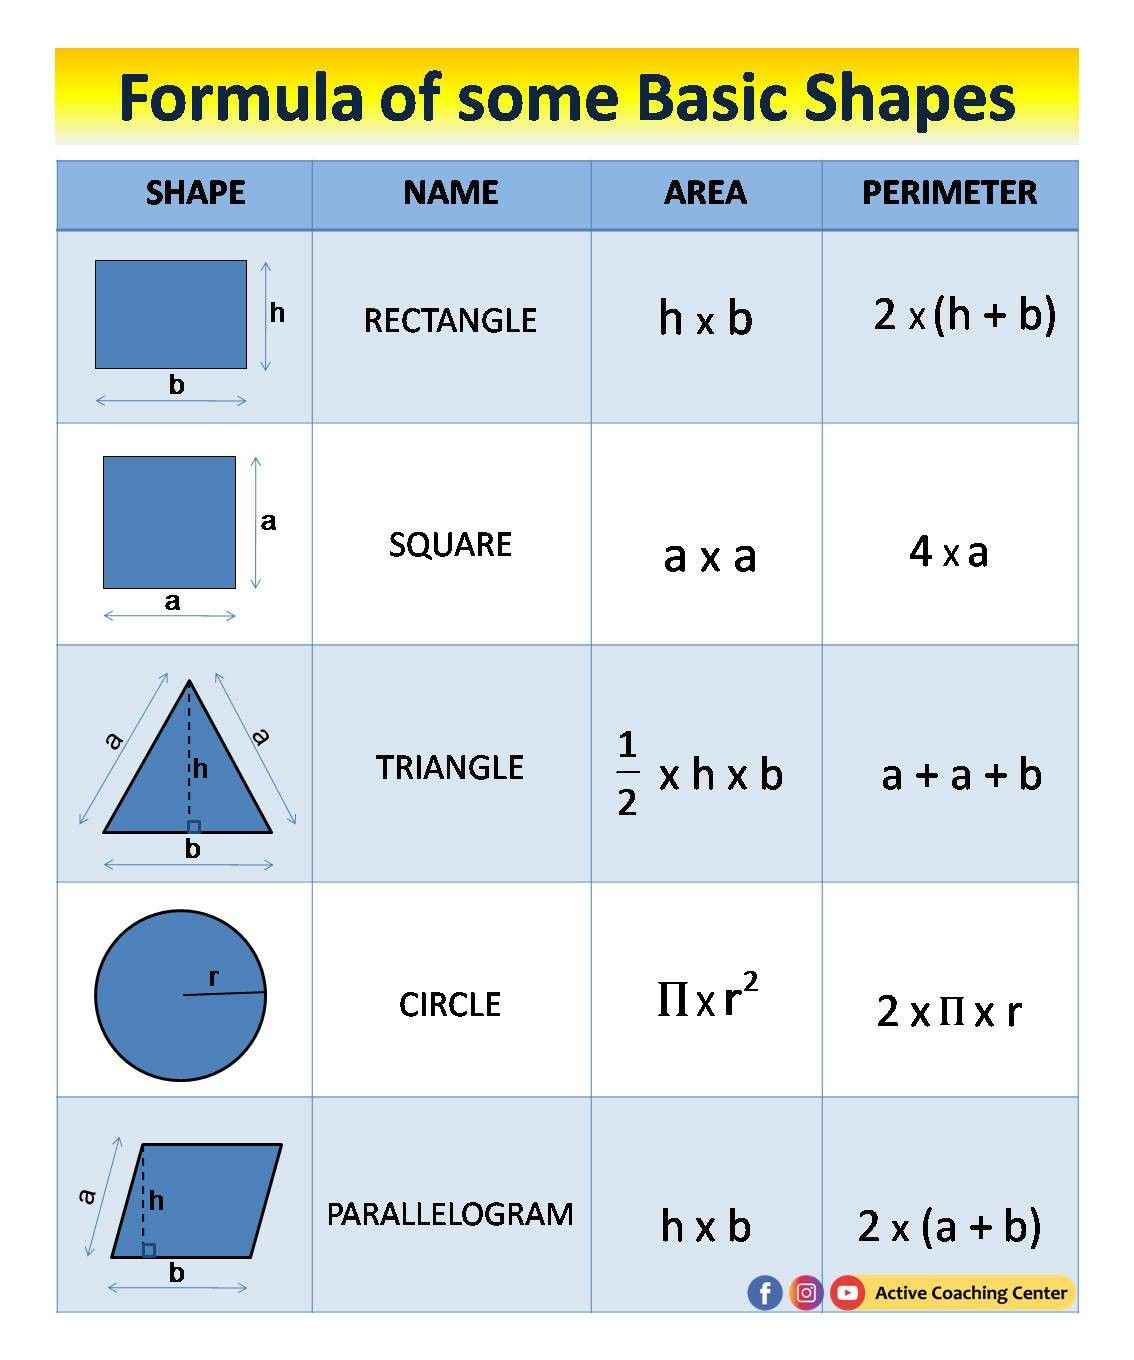 Formula of some Basic Shapes
SHAPE NAME AREA PERIMETER
h
b
RECTANGLE
h x b
2 x (h + b)
a
a
SQUARE
a x a
4 x a
a
a
h
b
TRIANGLE
1/2 x h x b
a + a + b
r
CIRCLE
Π x r²
2 x Π x r
a
h
b
PARALLELOGRAM
h x b
2 x (a + b)
Active Coaching Center